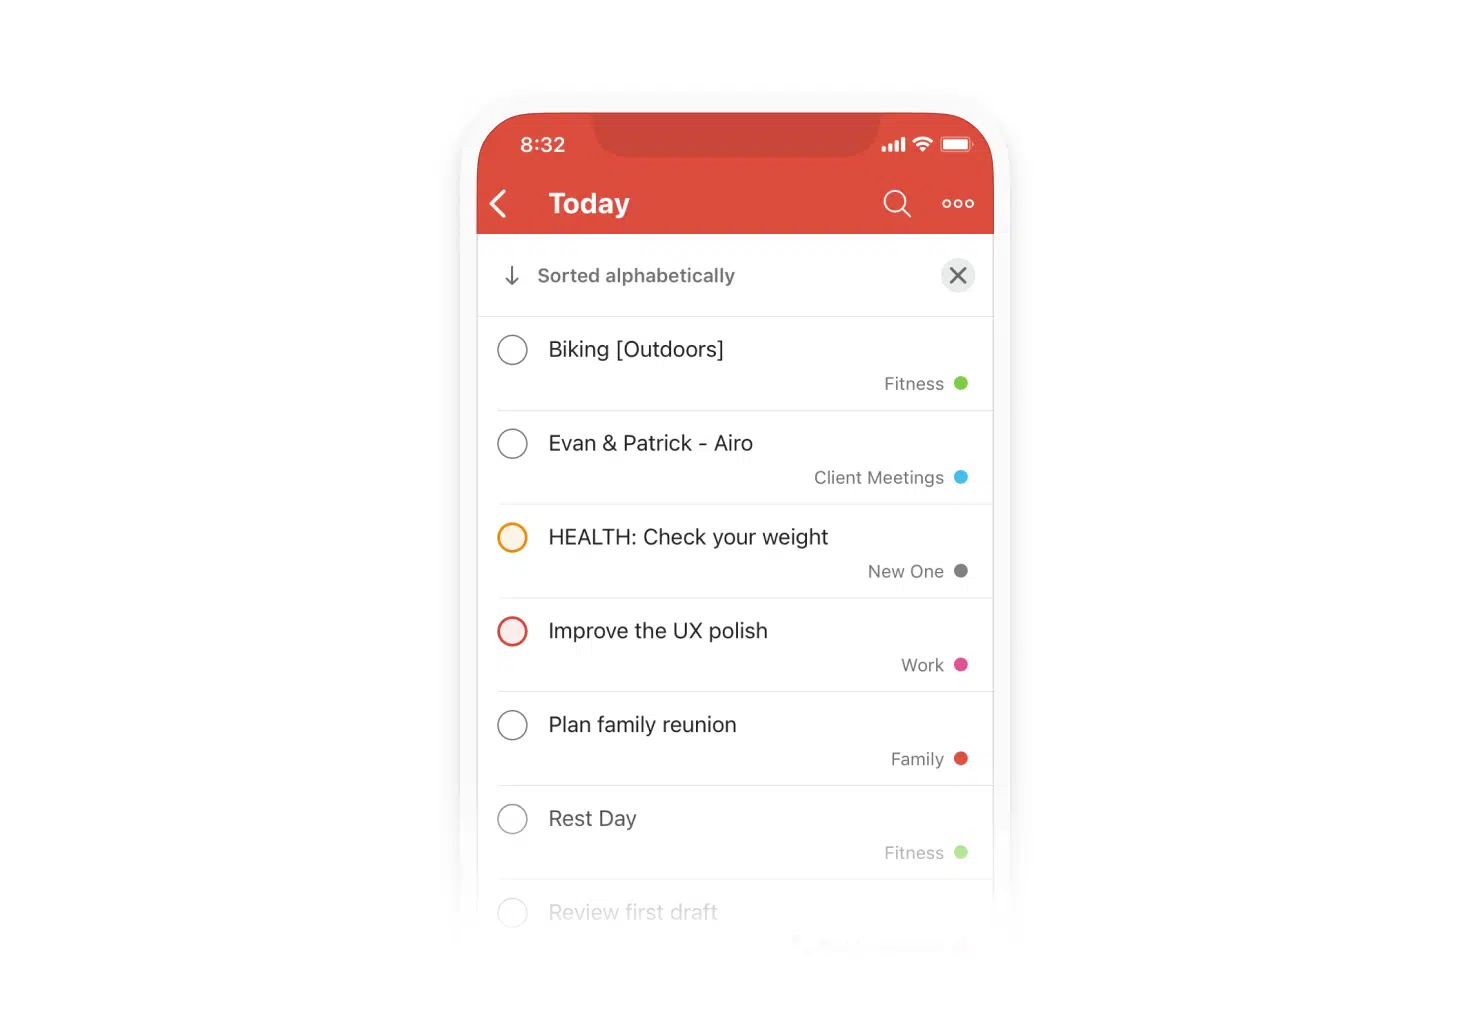 8:32
Today
Sorted alphabetically
Biking [Outdoors]
Fitness
Evan & Patrick - Airo
Client Meetings
HEALTH: Check your weight
New One
Improve the UX polish
Work
Plan family reunion
Family
Rest Day
Fitness
Review first draft